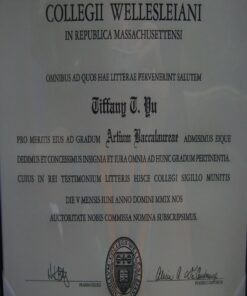 COLLEGII WELLESLEIANI
IN REPUBLICA MASSACHUSETTENSI
OMNIBUS AD QUOS HAE LITTERAE PERVENERINT SALUTEM
Tiffany T. Yu
PRO MERITIS EIUS AD GRADUM Artium Baccalaureae ADMISIMUS EIQUE
DEDIMUS ET CONCESSIMUS INSIGNIA ET IURA OMNIA AD HUNC GRADUM PERTINENTIA.
CUIUS IN REI TESTIMONIUM LITTERIS HISCE COLLEGI SIGILLO MUNITIS
DIE V MENSIS IUNI ANNO DOMINI MMIX NOS
AUCTORITATE NOBIS COMMISSA NOMINA SUBSCRIPSIMUS.